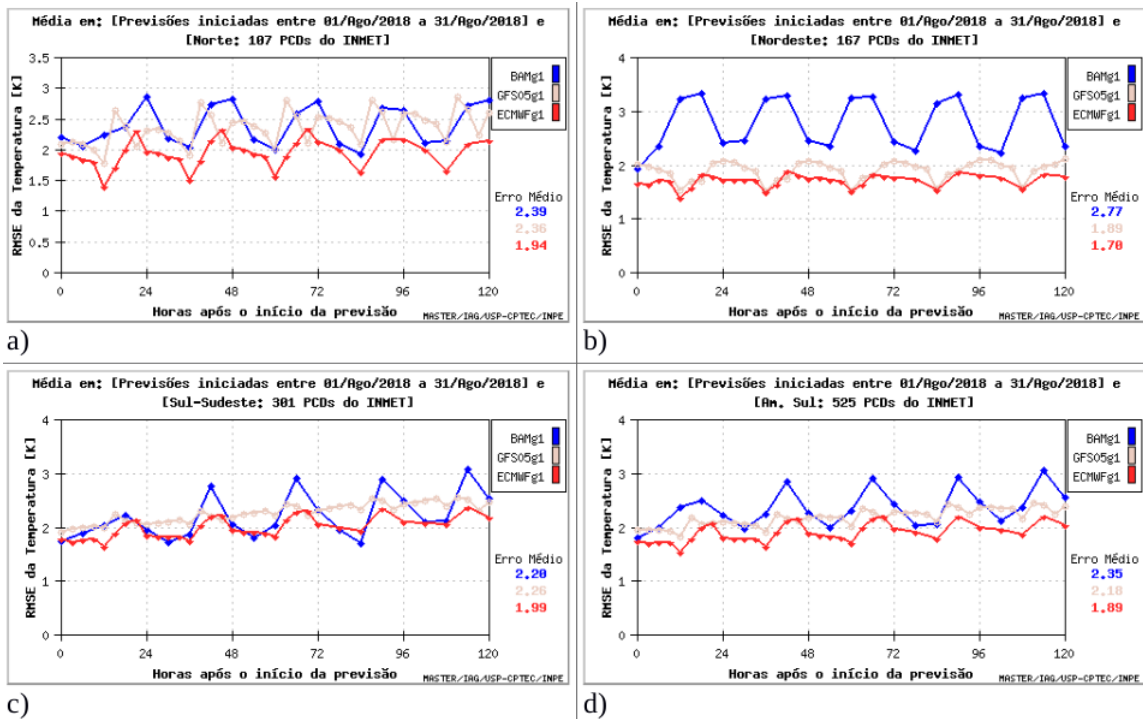 Média em: [Previsões iniciadas entre 01/Ago/2018 a 31/Ago/2018] e
[Norte: 107 PCDs do INMET]
RMSE da Temperatura [K]
3.5
3
2.5
2
1.5
1
0.5
0
BAMg1
GFS05g1
ECMWFg1
Erro Médio
2.39
2.36
1.94
0 24 48 72 96 120
Horas após o início da previsão
MASTER/IAG/USP-CPTEC/INPE
a)
Média em: [Previsões iniciadas entre 01/Ago/2018 a 31/Ago/2018] e
[Nordeste: 167 PCDs do INMET]
RMSE da Temperatura [K]
4
3
2
1
0
BAMg1
GFS05g1
ECMWFg1
Erro Médio
2.77
1.89
1.70
0 24 48 72 96 120
Horas após o início da previsão
MASTER/IAG/USP-CPTEC/INPE
b)
Média em: [Previsões iniciadas entre 01/Ago/2018 a 31/Ago/2018] e
[Sul-Sudeste: 301 PCDs do INMET]
RMSE da Temperatura [K]
4
3
2
1
0
BAMg1
GFS05g1
ECMWFg1
Erro Médio
2.20
2.26
1.99
0 24 48 72 96 120
Horas após o início da previsão
MASTER/IAG/USP-CPTEC/INPE
c)
Média em: [Previsões iniciadas entre 01/Ago/2018 a 31/Ago/2018] e
[Am. Sul: 525 PCDs do INMET]
RMSE da Temperatura [K]
4
3
2
1
0
BAMg1
GFS05g1
ECMWFg1
Erro Médio
2.35
2.18
1.89
0 24 48 72 96 120
Horas após o início da previsão
MASTER/IAG/USP-CPTEC/INPE
d)